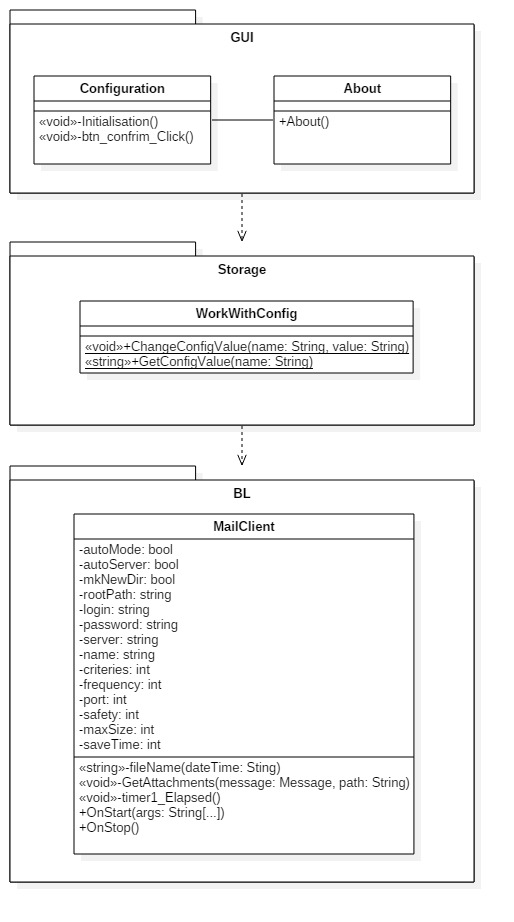 GUI
Configuration
«void»-Initialisation()
«void»-btn_confrim_Click()
About
+About()
Storage
WorkWithConfig
«void»+ChangeConfigValue(name: String, value: String)
«string»+GetConfigValue(name: String)
BL
MailClient
-autoMode: bool
-autoServer: bool
-mkNewDir: bool
-rootPath: string
-login: string
-password: string
-server: string
-name: string
-criteries: int
-frequency: int
-port: int
-safety: int
-maxSize: int
-saveTime: int
«string»-fileName(dateTime: Sting)
«void»-GetAttachments(message: Message, path: String)
«void»-timer1_Elapsed()
+OnStart(args: String[...])
+OnStop()